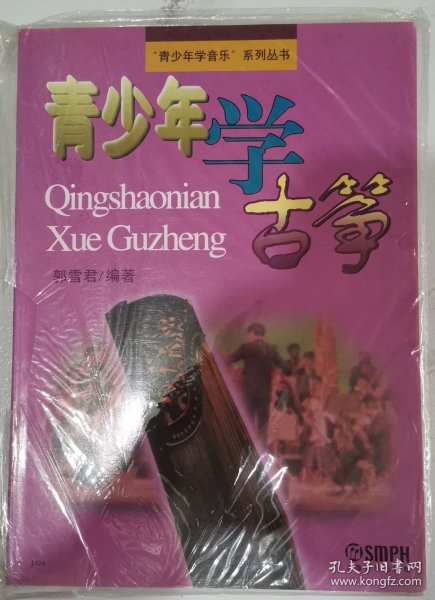 “青少年学音乐”系列丛书
青少年学
古筝
Qingshaonian
Xue Guzheng
郭雪君/编著
SMPH
孔夫子旧书网
www.kongfz.com